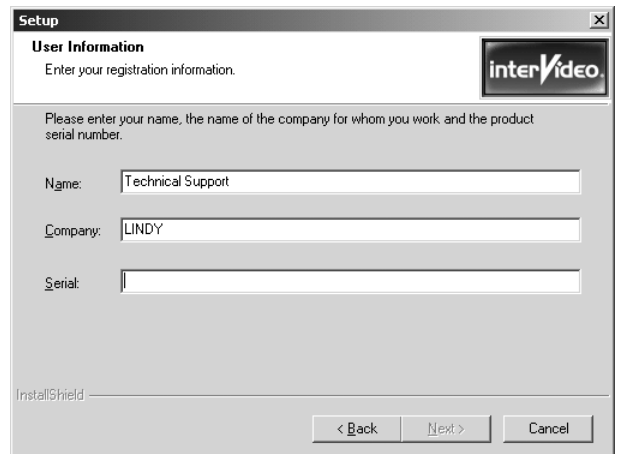 Setup
User Information
Enter your registration information.
interVideo.
Please enter your name, the name of the company for whom you work and the product
serial number.
Name: Technical Support
Company: LINDY
Serial:
InstallShield
< Back Next > Cancel